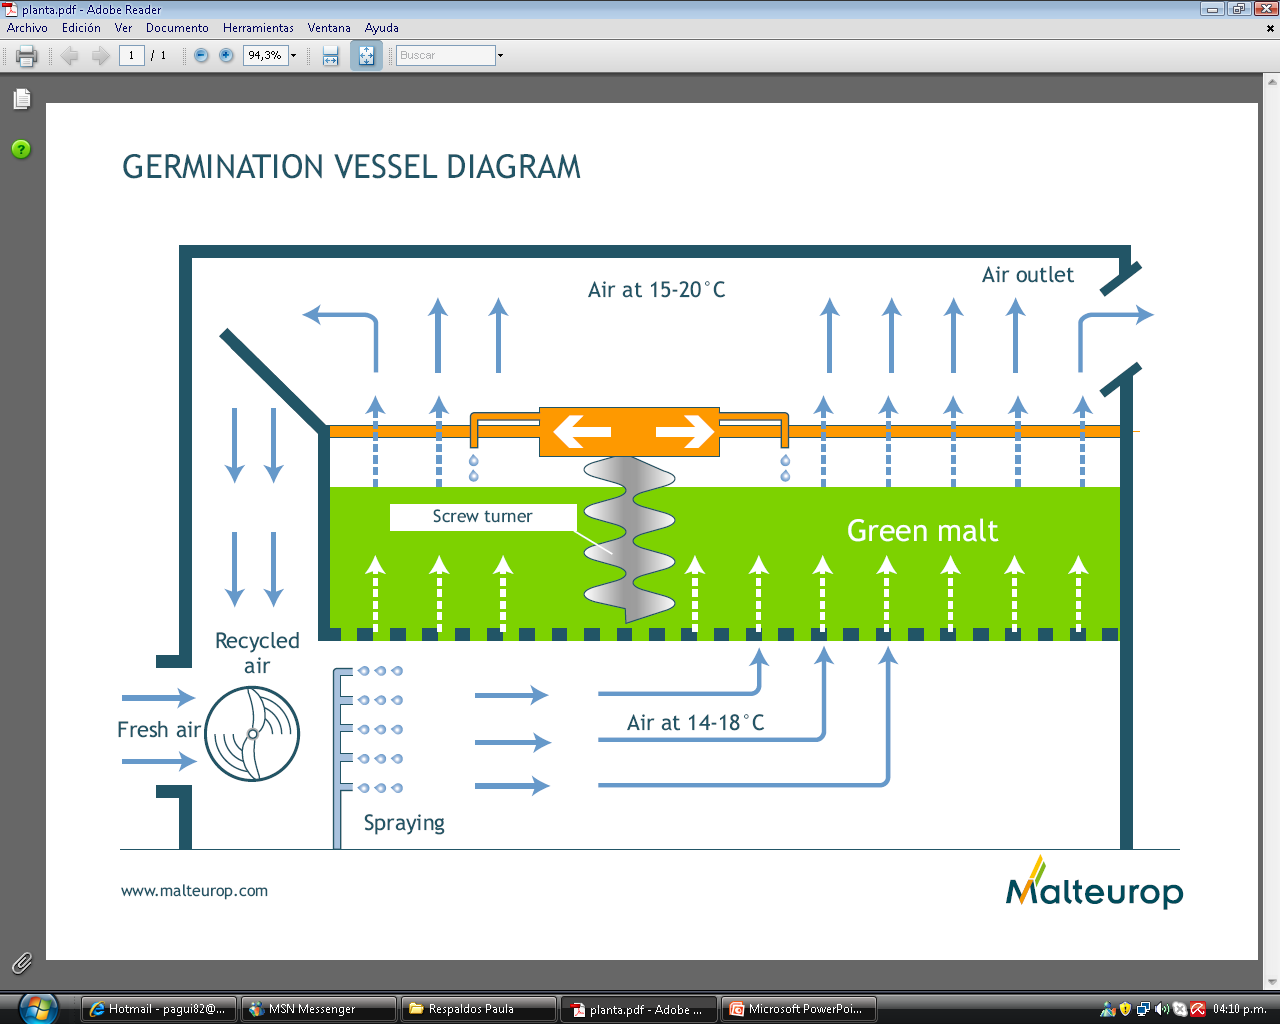 planta.pdf - Adobe Reader
Archivo Edición Ver Documento Herramientas Ventana Ayuda
1 / 1 94,3% Buscar
GERMINATION VESSEL DIAGRAM
Air at 15-20°C
Air outlet
Screw turner
Green malt
Recycled
air
Fresh air
Air at 14-18°C
Spraying
www.malteurop.com
Malteurop
Hotmail - pagui82@...
MSN Messenger
Respaldos Paula
planta.pdf - Adobe ...
Microsoft PowerPoi...
04:10 p.m.